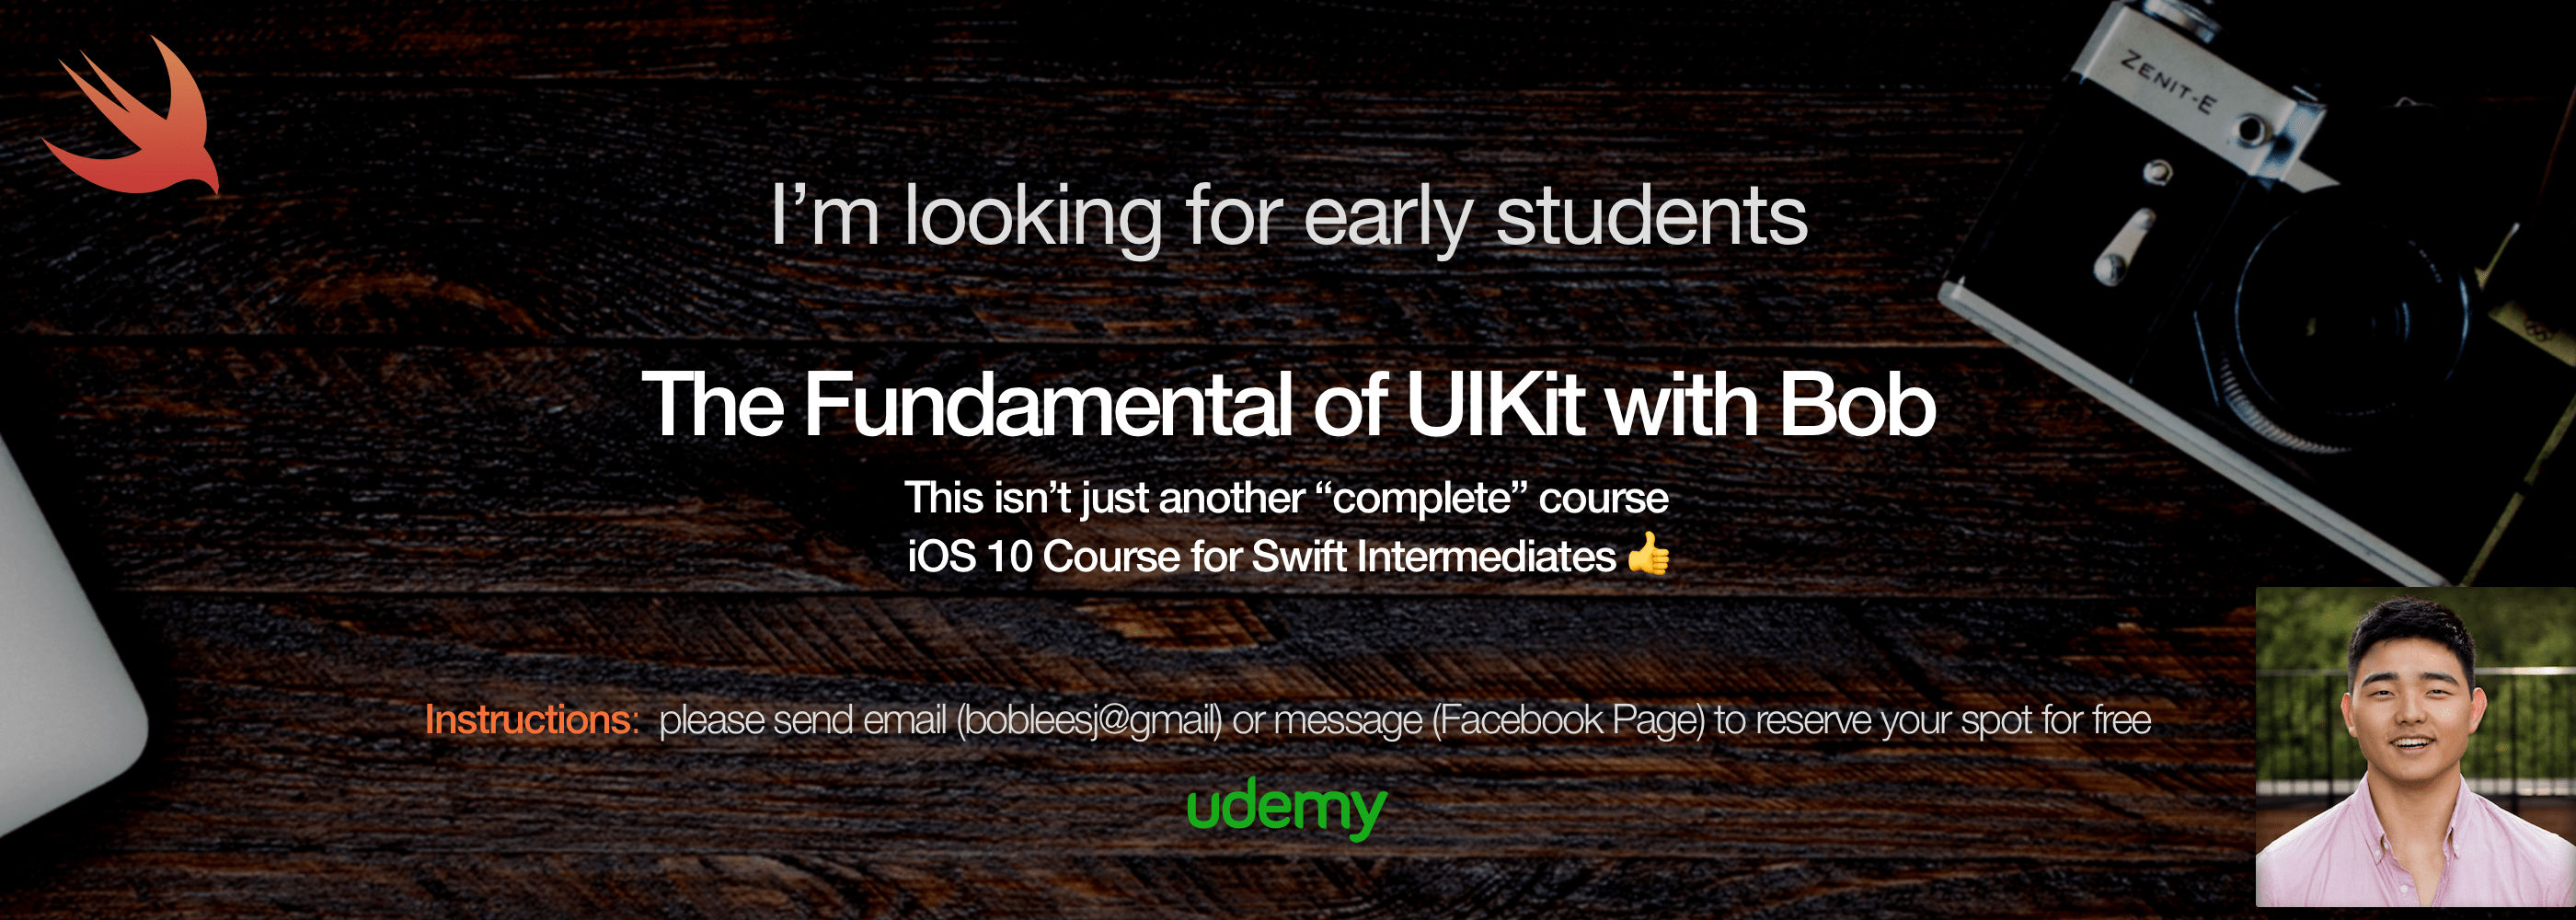 ZENIT-E
I’m looking for early students
The Fundamental of UIKit with Bob
This isn’t just another “complete” course
iOS 10 Course for Swift Intermediates 👍
Instructions: please send email (bobleesj@gmail) or message (Facebook Page) to reserve your spot for free
udemy